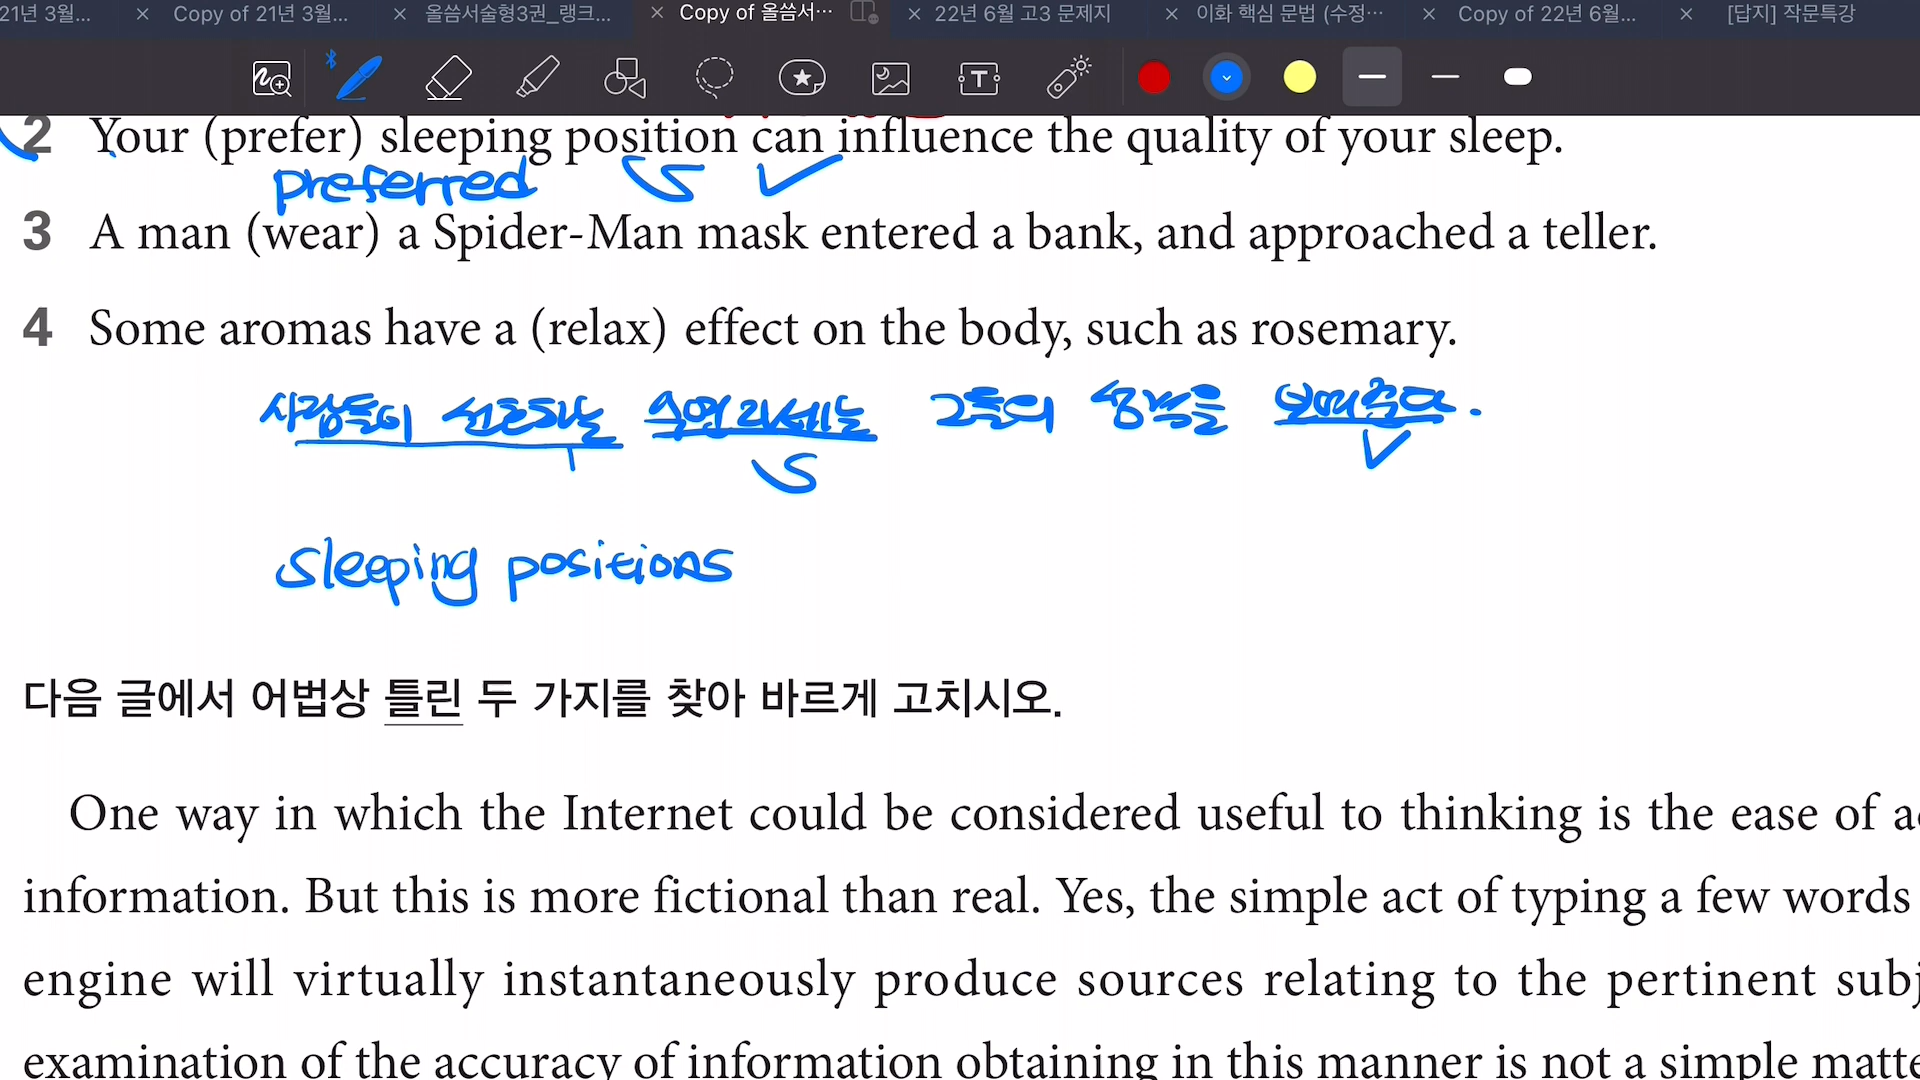 21년 3월... × Copy of 21년 3월... × 올씀서술형3권_랭크... × Copy of 올씀서... × 22년 6월 고3 문제지 × 이화 핵심 문법 (수정... × Copy of 22년 6월... × [답지] 작문특강
2 Your (prefer) sleeping position can influence the quality of your sleep.
preferred S V
3 A man (wear) a Spider-Man mask entered a bank, and approached a teller.
4 Some aromas have a (relax) effect on the body, such as rosemary.
사람들이 선호하는 수면 자세는 그들의 성격을 보여준다.
S V
sleeping positions
다음 글에서 어법상 틀린 두 가지를 찾아 바르게 고치시오.
One way in which the Internet could be considered useful to thinking is the ease of ac
information. But this is more fictional than real. Yes, the simple act of typing a few words
engine will virtually instantaneously produce sources relating to the pertinent subj
examination of the accuracy of information obtaining in this manner is not a simple matte